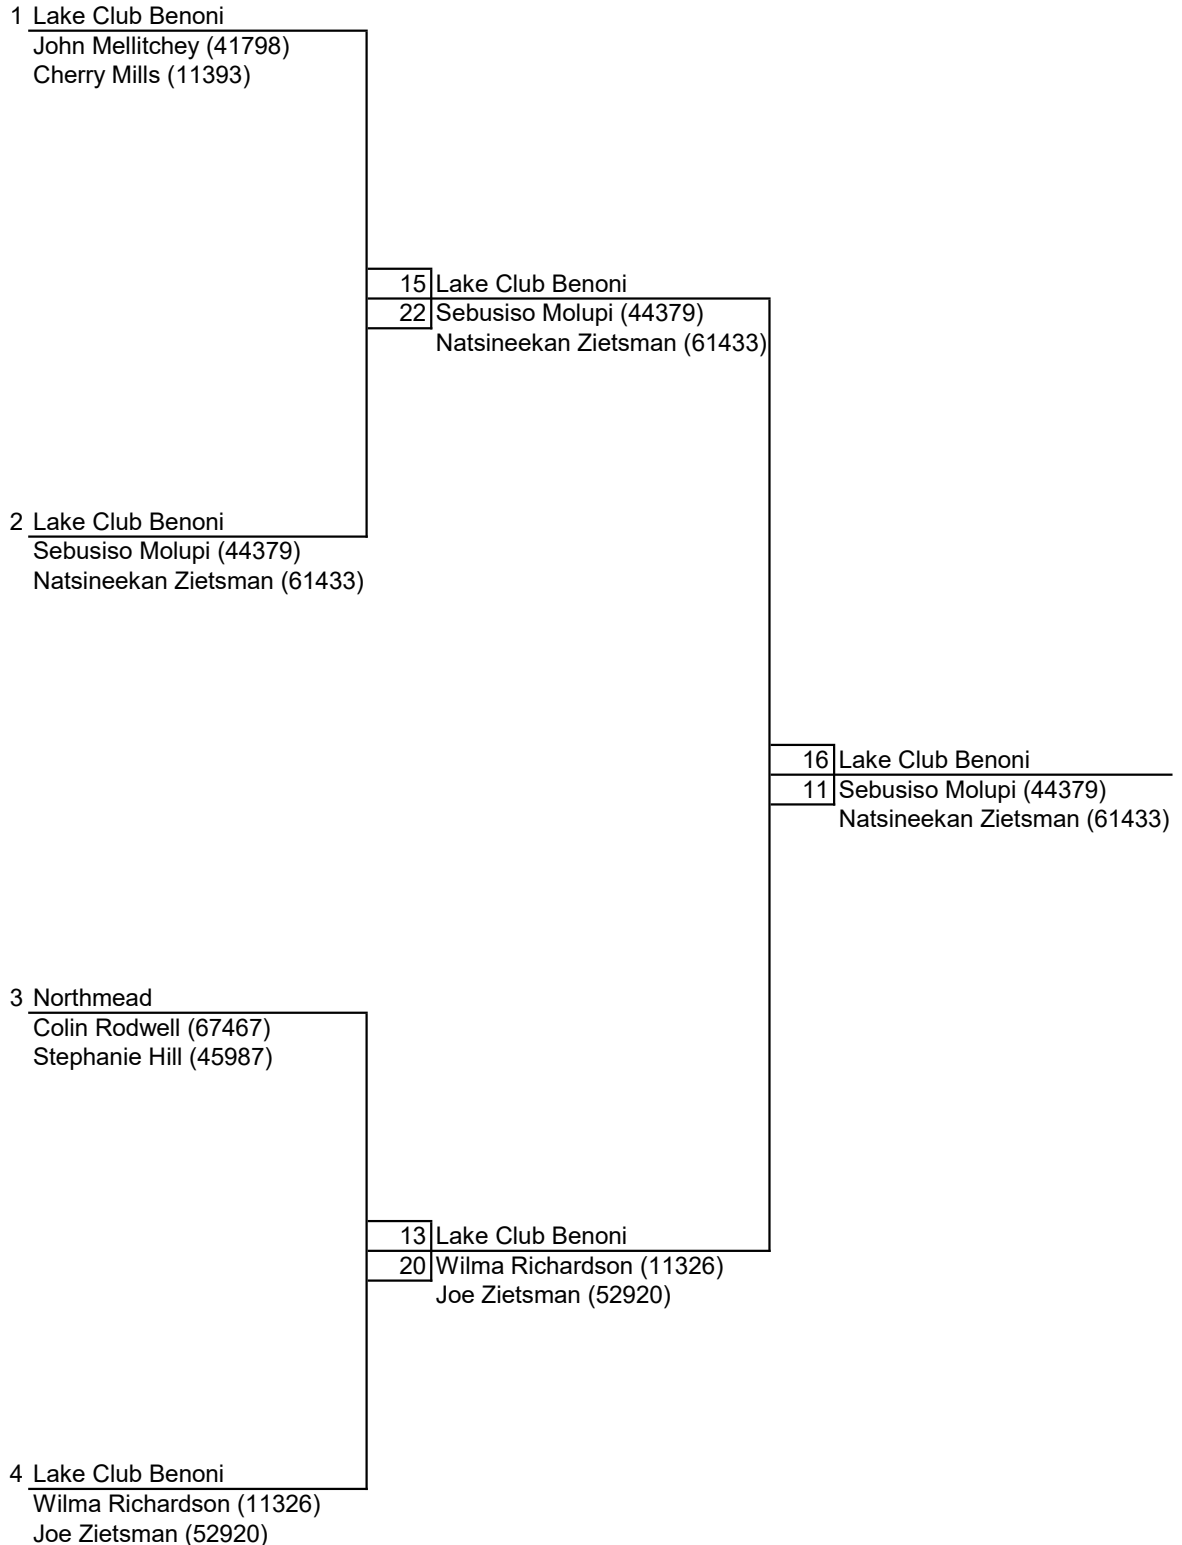 1 Lake Club Benoni
John Mellitchey (41798)
Cherry Mills (11393)
15 Lake Club Benoni
22 Sebusiso Molupi (44379)
Natsineekan Zietsman (61433)
2 Lake Club Benoni
Sebusiso Molupi (44379)
Natsineekan Zietsman (61433)
16 Lake Club Benoni
11 Sebusiso Molupi (44379)
Natsineekan Zietsman (61433)
3 Northmead
Colin Rodwell (67467)
Stephanie Hill (45987)
13 Lake Club Benoni
20 Wilma Richardson (11326)
Joe Zietsman (52920)
4 Lake Club Benoni
Wilma Richardson (11326)
Joe Zietsman (52920)